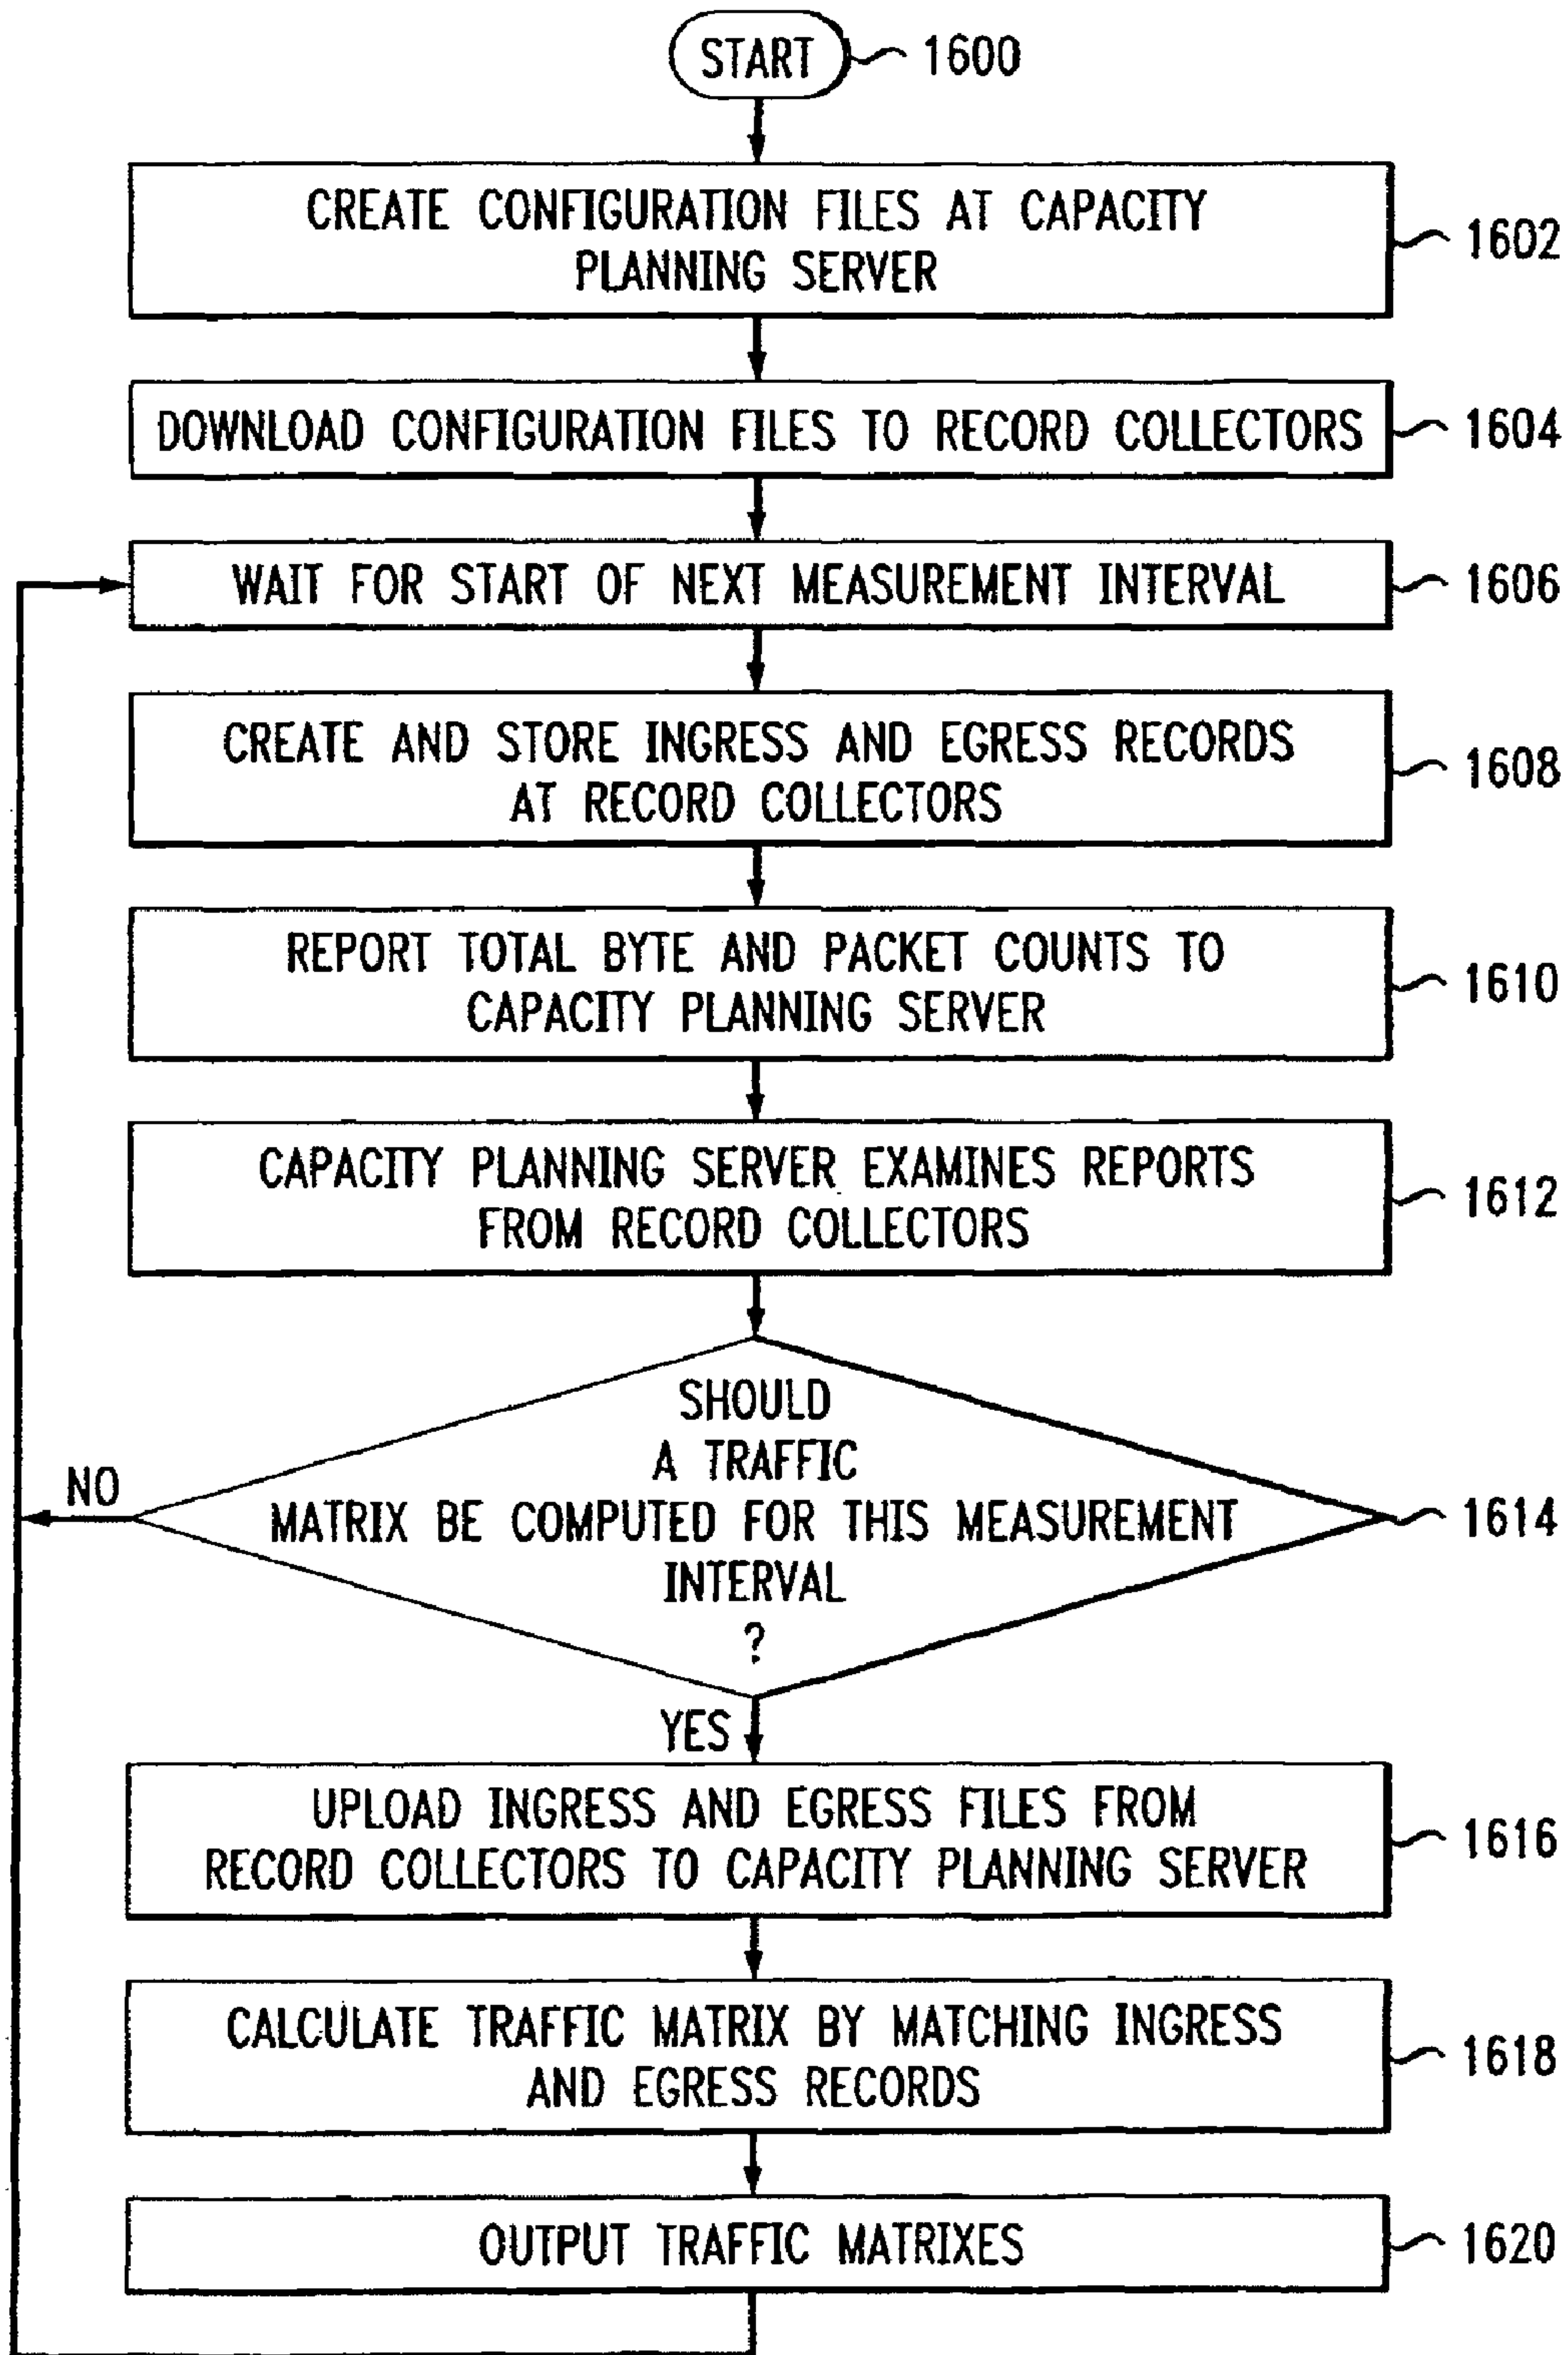 START
1600
CREATE CONFIGURATION FILES AT CAPACITY
PLANNING SERVER
1602
DOWNLOAD CONFIGURATION FILES TO RECORD COLLECTORS
1604
WAIT FOR START OF NEXT MEASUREMENT INTERVAL
1606
CREATE AND STORE INGRESS AND EGRESS RECORDS
AT RECORD COLLECTORS
1608
REPORT TOTAL BYTE AND PACKET COUNTS TO
CAPACITY PLANNING SERVER
1610
CAPACITY PLANNING SERVER EXAMINES REPORTS
FROM RECORD COLLECTORS
1612
SHOULD
A TRAFFIC
MATRIX BE COMPUTED FOR THIS MEASUREMENT
INTERVAL
?
1614
NO
YES
UPLOAD INGRESS AND EGRESS FILES FROM
RECORD COLLECTORS TO CAPACITY PLANNING SERVER
1616
CALCULATE TRAFFIC MATRIX BY MATCHING INGRESS
AND EGRESS RECORDS
1618
OUTPUT TRAFFIC MATRIXES
1620